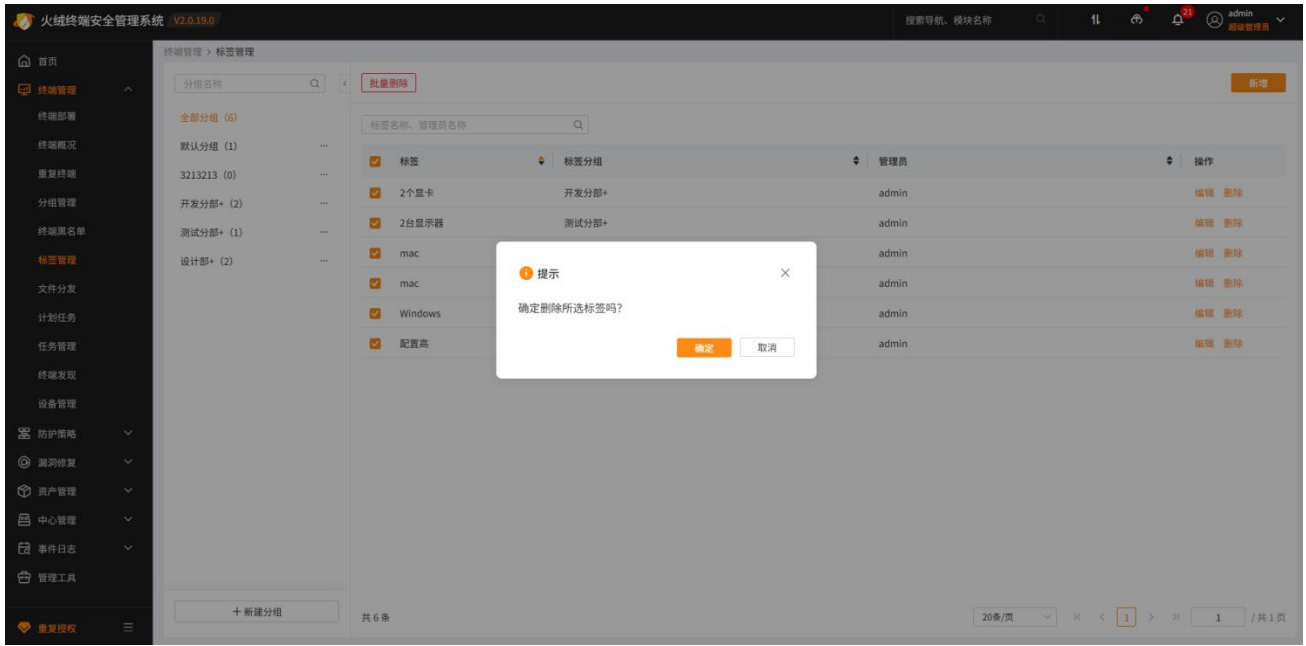 火绒终端安全管理系统 V2.0.19.0
搜索导航、模块名称
21
admin
超级管理员
首页
终端管理
终端部署
终端概况
重复终端
分组管理
终端黑名单
标签管理
文件分发
计划任务
任务管理
终端发现
设备管理
防护策略
漏洞修复
资产管理
中心管理
事件日志
管理工具
重复授权
终端管理 > 标签管理
分组名称
全部分组（6）
默认分组（1） ...
3213213（0） ...
开发分部+（2） ...
测试分部+（1） ...
设计部+（2） ...
+ 新建分组
批量删除
新增
标签名称、管理员名称
标签 标签分组 管理员 操作
2个显卡 开发分部+ admin 编辑 删除
2台显示器 测试分部+ admin 编辑 删除
mac admin 编辑 删除
mac admin 编辑 删除
Windows admin 编辑 删除
配置高 admin 编辑 删除
提示
确定删除所选标签吗？
确定 取消
共 6 条
20条/页 1 1 / 共 1 页